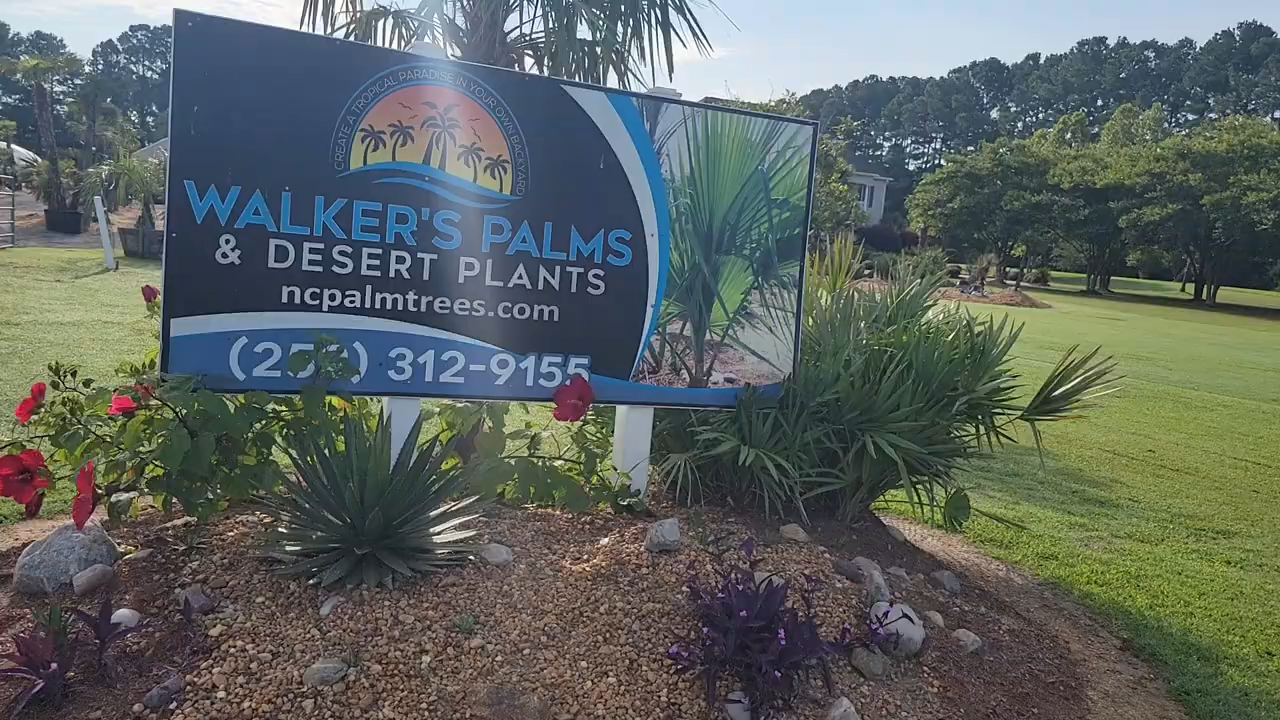 CREATE A TROPICAL PARADISE IN YOUR OWN BACKYARD
WALKER'S PALMS
& DESERT PLANTS
ncpalmtrees.com
312-9155